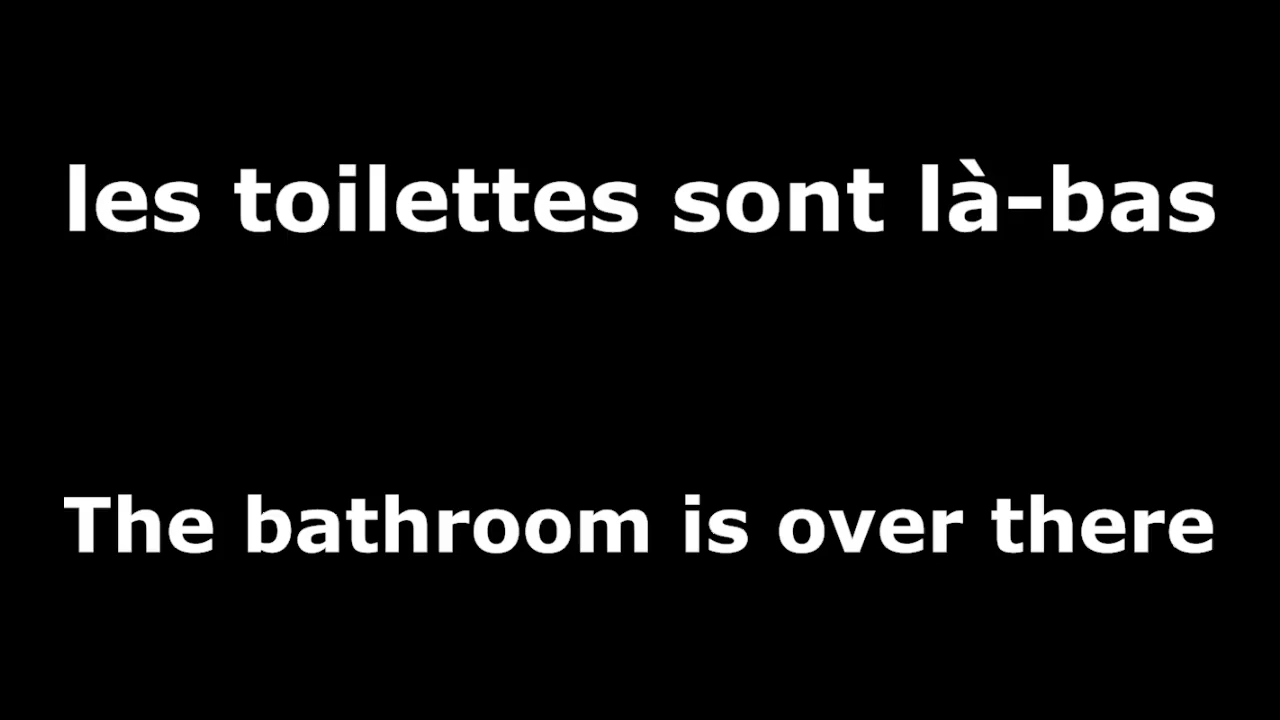 les toilettes sont là-bas
The bathroom is over there